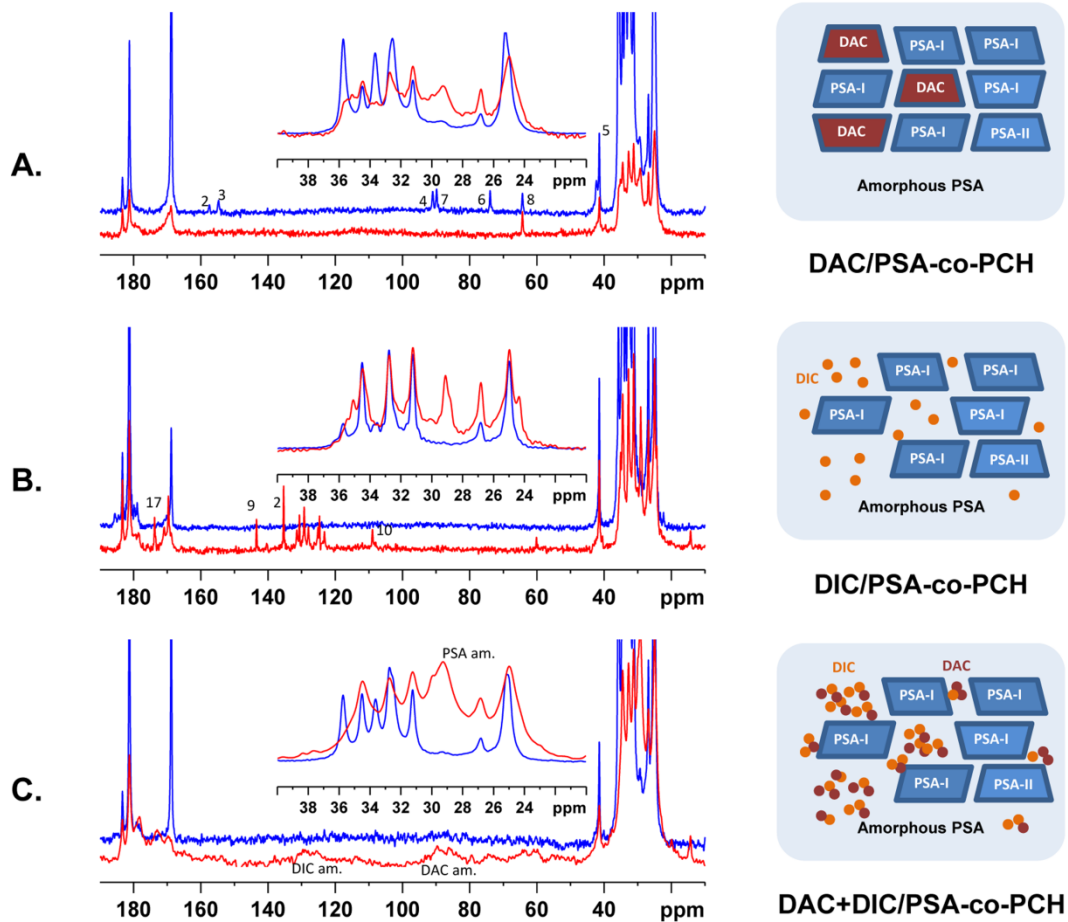 A.
38 36 34 32 30 28 26 24 ppm
5
2 3 4 7 6 8
180 160 140 120 100 80 60 40 ppm
DAC PSA-I PSA-I
PSA-I DAC PSA-I
DAC PSA-I PSA-II
Amorphous PSA
DAC/PSA-co-PCH
B.
38 36 34 32 30 28 26 24 ppm
17 9 2 10
180 160 140 120 100 80 60 40 ppm
DIC PSA-I PSA-I
PSA-I PSA-I
PSA-I PSA-II
Amorphous PSA
DIC/PSA-co-PCH
C.
PSA am.
38 36 34 32 30 28 26 24 ppm
DIC am. DAC am.
180 160 140 120 100 80 60 40 ppm
DIC DAC
PSA-I PSA-I
PSA-I PSA-I
PSA-I PSA-II
Amorphous PSA
DAC+DIC/PSA-co-PCH